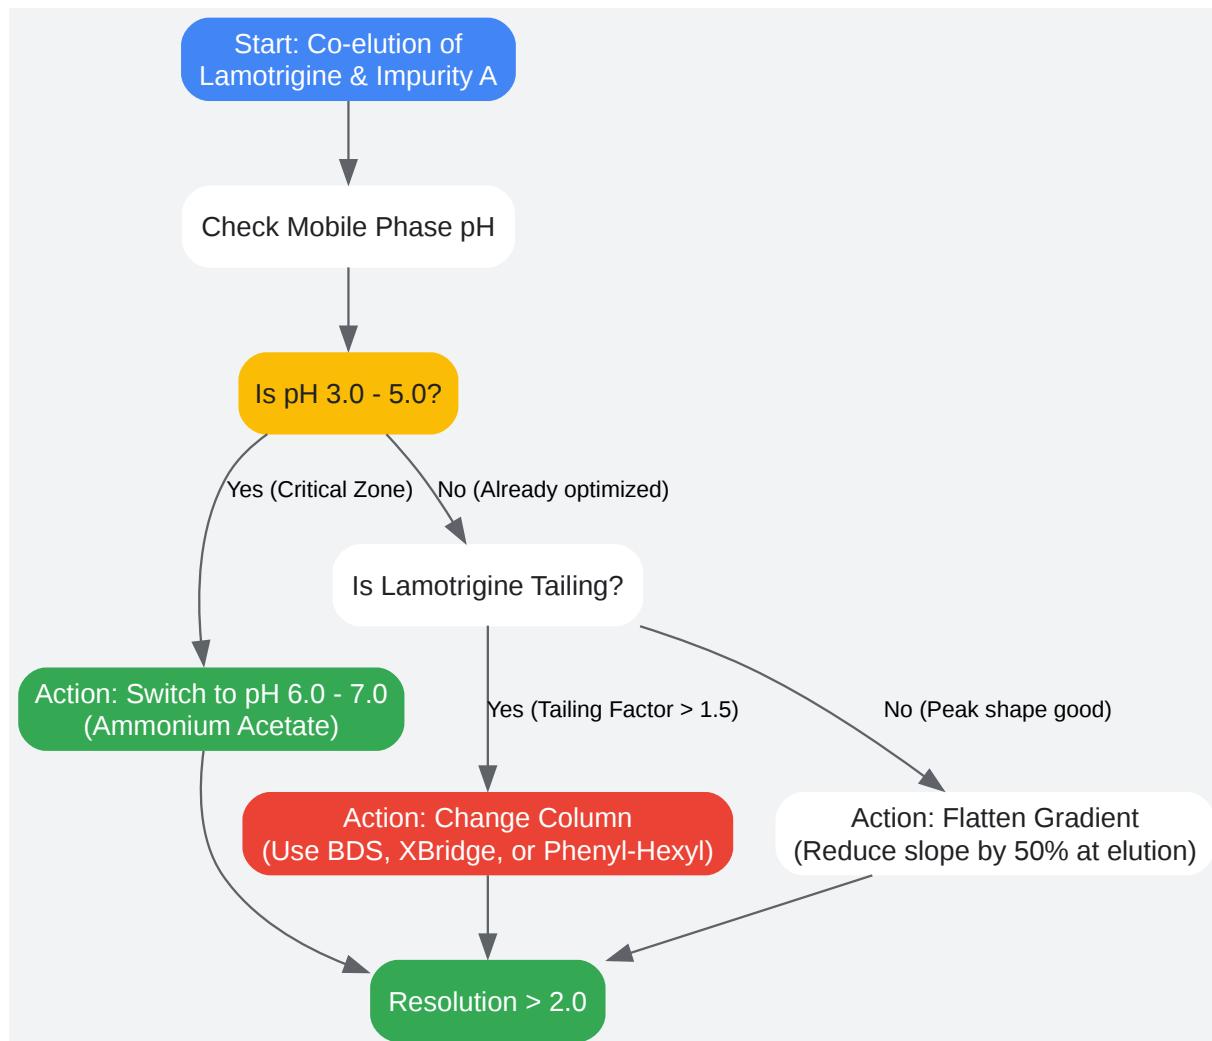 Start: Co-elution of
Lamotrigine & Impurity A
Check Mobile Phase pH
Is pH 3.0 - 5.0?
Yes (Critical Zone)
No (Already optimized)
Is Lamotrigine Tailing?
Action: Switch to pH 6.0 - 7.0
(Ammonium Acetate)
Yes (Tailing Factor > 1.5)
No (Peak shape good)
Action: Change Column
(Use BDS, XBridge, or Phenyl-Hexyl)
Action: Flatten Gradient
(Reduce slope by 50% at elution)
Resolution > 2.0